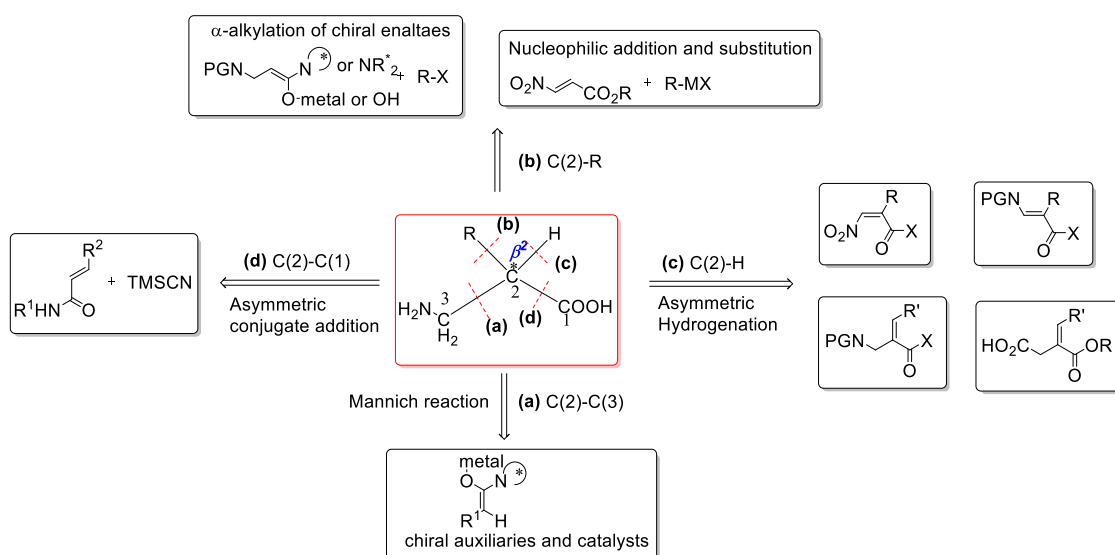 α-alkylation of chiral enaltaes
PGN
N * or NR*2 + R-X
O-metal or OH
Nucleophilic addition and substitution
O2N
CO2R
+ R-MX
(b) C(2)-R
R2
R1HN
O
+ TMSCN
(d) C(2)-C(1)
Asymmetric
conjugate addition
R
(b)
H
β2
*
C
2
(c)
3
H2N
C
H2
(a)
(d)
COOH
1
(c) C(2)-H
Asymmetric
Hydrogenation
R
O2N
X
O
PGN
R
X
O
R'
PGN
X
O
R'
HO2C
OR
O
Mannich reaction
(a) C(2)-C(3)
metal
O
N *
R1
H
chiral auxiliaries and catalysts